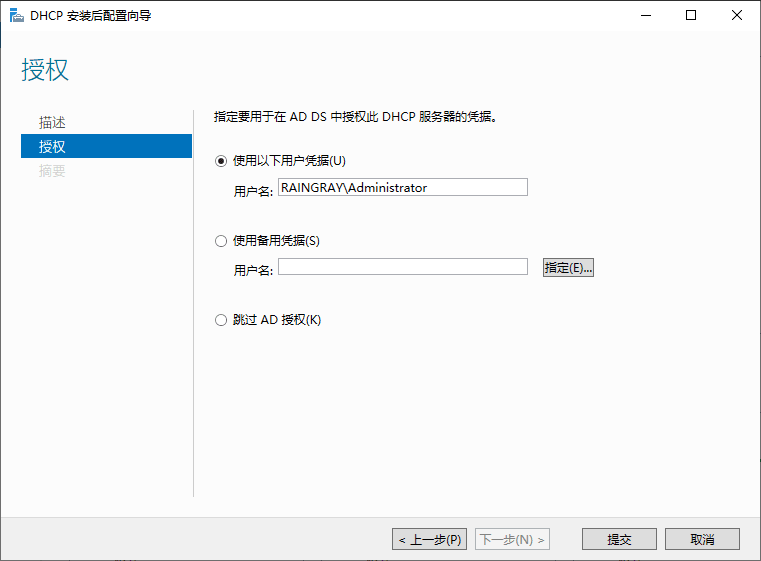 DHCP 安装后配置向导
授权
描述
授权
摘要
指定要用于在 AD DS 中授权此 DHCP 服务器的凭据。
使用以下用户凭据(U)
用户名: RAINGRAY\Administrator
使用备用凭据(S)
用户名: 指定(E)...
跳过 AD 授权(K)
< 上一步(P) 下一步(N) > 提交 取消